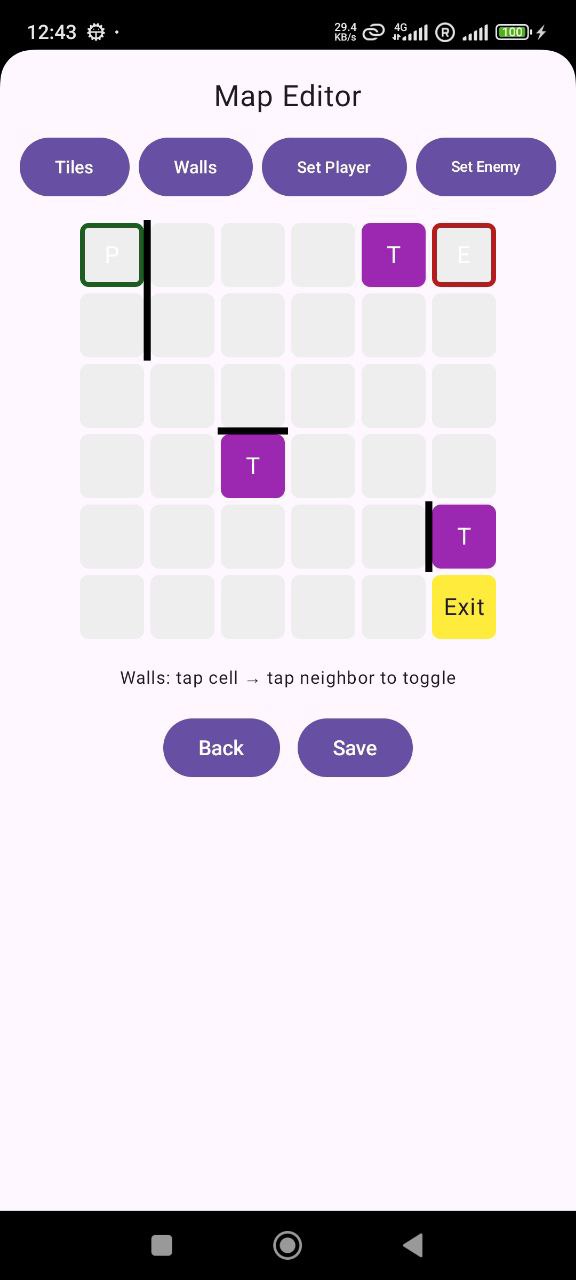 12:43
29.4 KB/s 4G R 100
Map Editor
Tiles Walls Set Player Set Enemy
P T E
T
T
Exit
Walls: tap cell → tap neighbor to toggle
Back Save